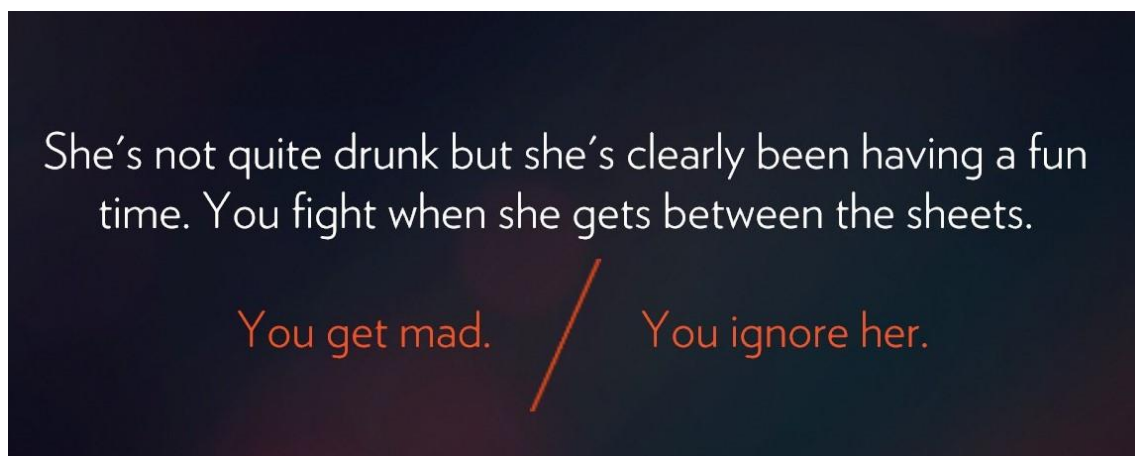 She's not quite drunk but she's clearly been having a fun
time. You fight when she gets between the sheets.
You get mad. / You ignore her.